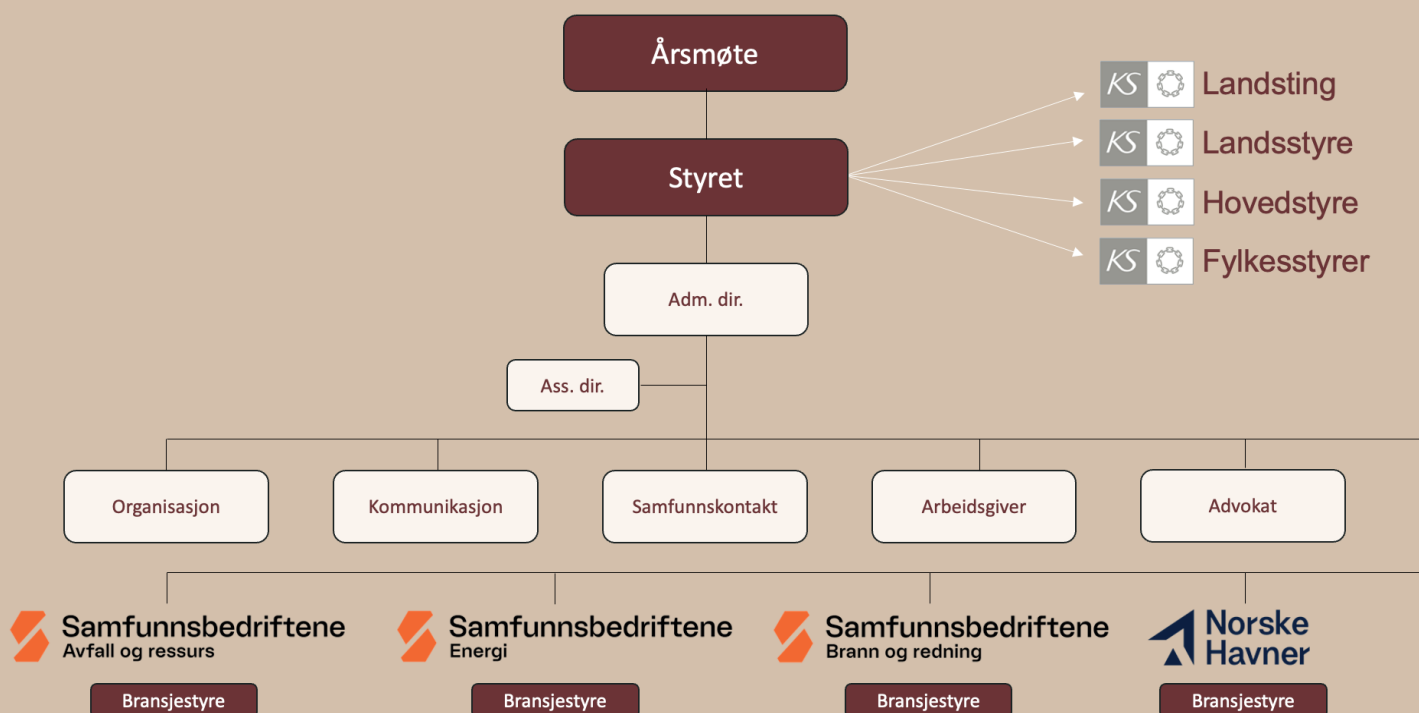 Årsmøte
Styret
KS Landsting
KS Landsstyre
KS Hovedstyre
KS Fylkesstyrer
Adm. dir.
Ass. dir.
Organisasjon
Kommunikasjon
Samfunnskontakt
Arbeidsgiver
Advokat
Samfunnsbedriftene
Avfall og ressurs
Samfunnsbedriftene
Energi
Samfunnsbedriftene
Brann og redning
Norske
Havner
Bransjestyre
Bransjestyre
Bransjestyre
Bransjestyre